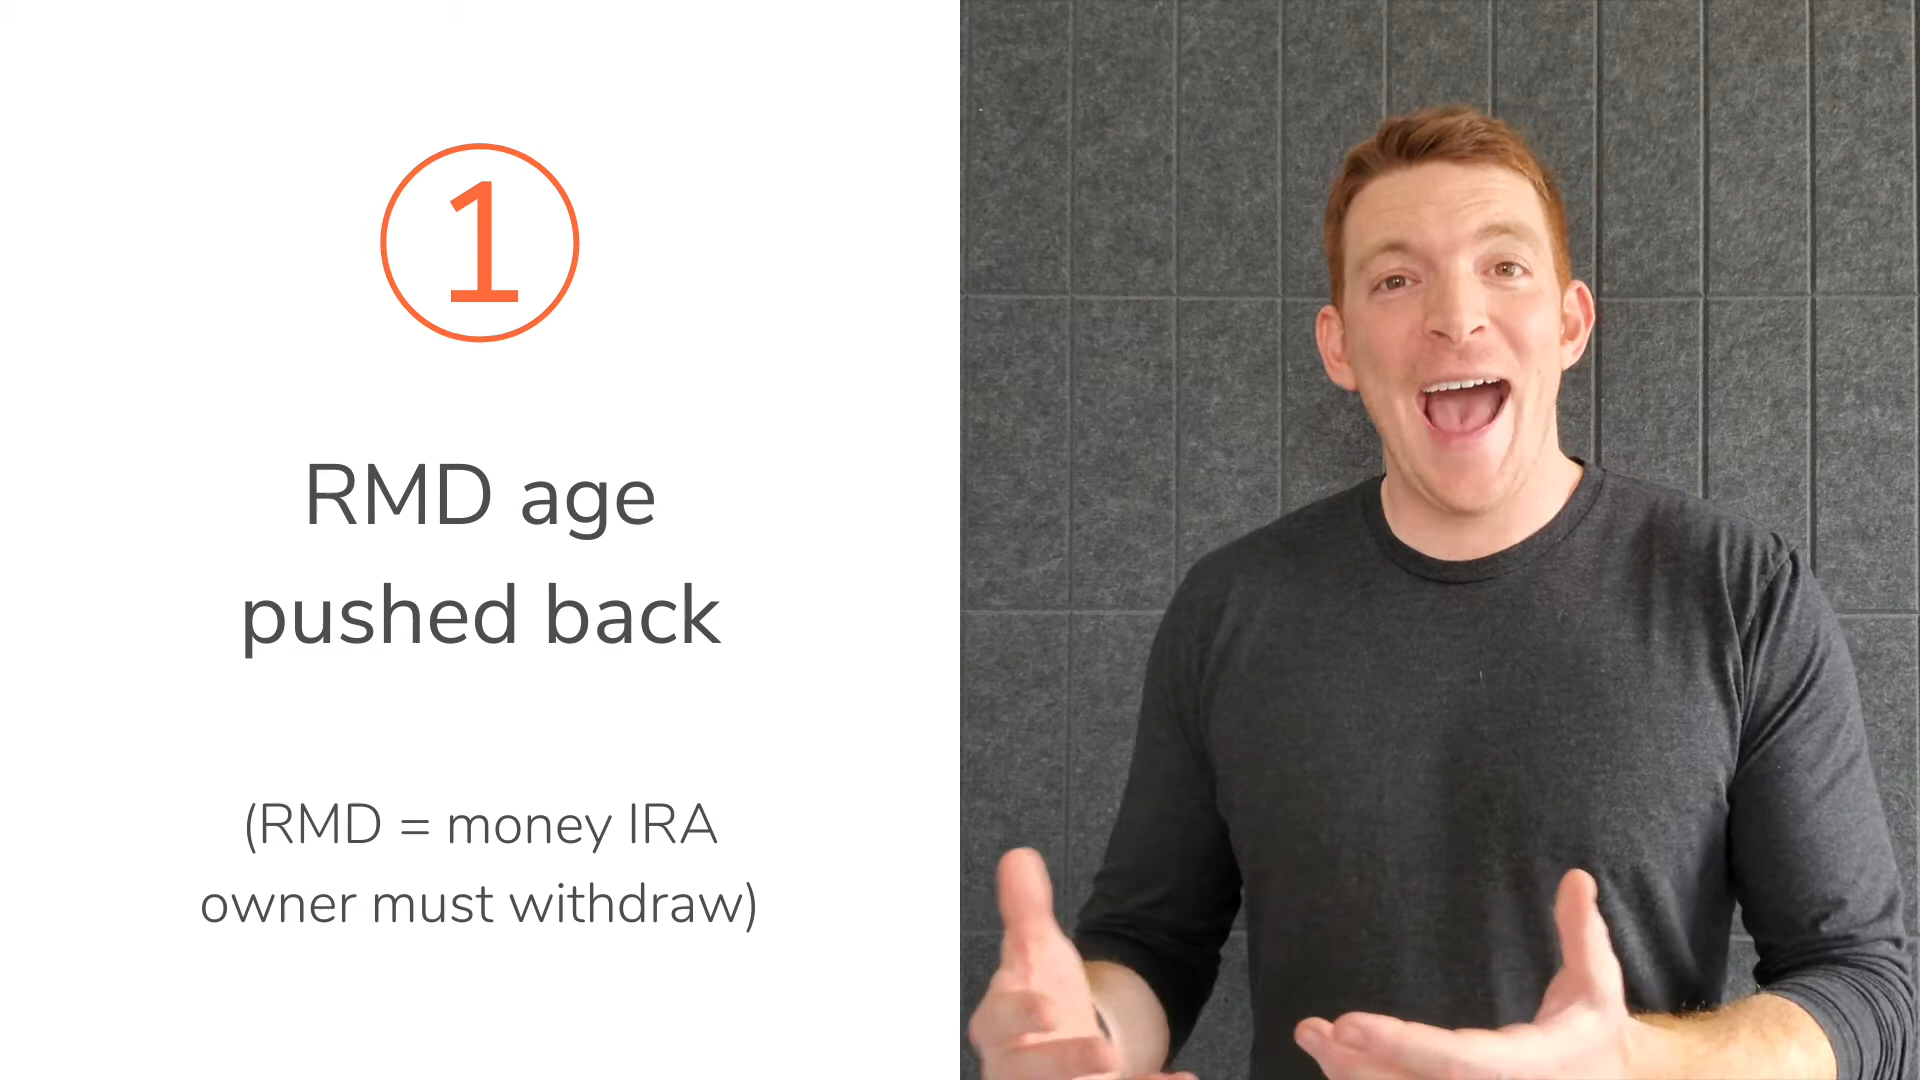 1
RMD age
pushed back
(RMD = money IRA
owner must withdraw)